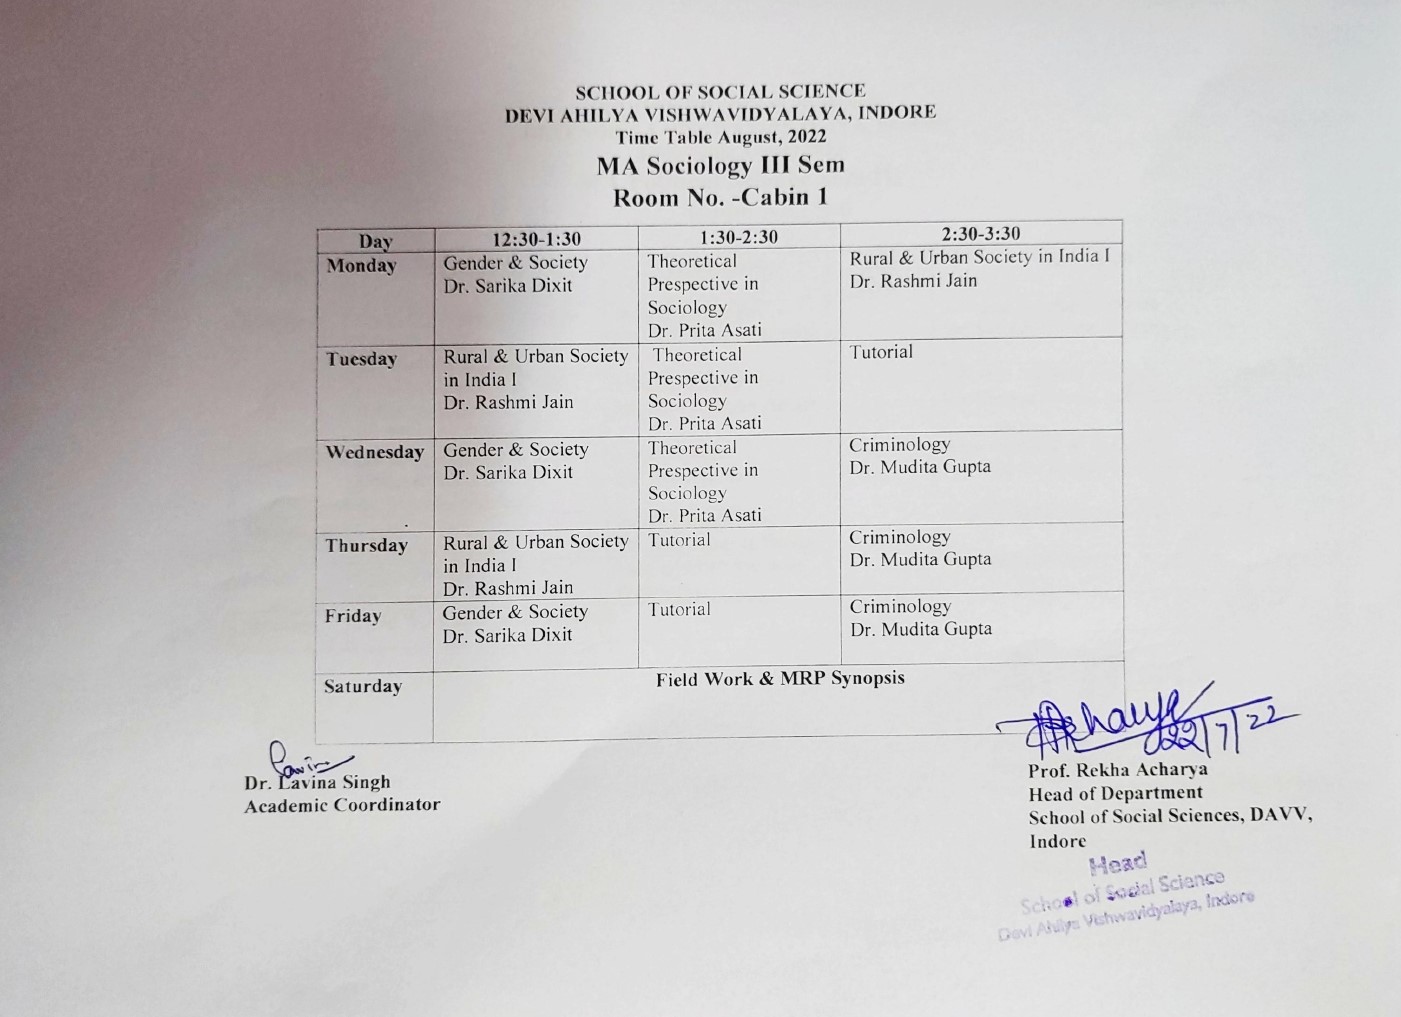 SCHOOL OF SOCIAL SCIENCE
DEVI AHILYA VISHWAVIDYALAYA, INDORE
Time Table August, 2022
MA Sociology III Sem
Room No. -Cabin 1
Day 12:30-1:30 1:30-2:30 2:30-3:30
Monday
Gender & Society
Dr. Sarika Dixit
Theoretical
Prespective in
Sociology
Dr. Prita Asati
Rural & Urban Society in India I
Dr. Rashmi Jain
Tuesday
Rural & Urban Society
in India I
Dr. Rashmi Jain
Theoretical
Prespective in
Sociology
Dr. Prita Asati
Tutorial
Wednesday
Gender & Society
Dr. Sarika Dixit
Theoretical
Prespective in
Sociology
Dr. Prita Asati
Criminology
Dr. Mudita Gupta
Thursday
Rural & Urban Society
in India I
Dr. Rashmi Jain
Tutorial
Criminology
Dr. Mudita Gupta
Friday
Gender & Society
Dr. Sarika Dixit
Tutorial
Criminology
Dr. Mudita Gupta
Saturday
Field Work & MRP Synopsis
Lavina
Dr. Lavina Singh
Academic Coordinator
RAcharya
22/7/22
Prof. Rekha Acharya
Head of Department
School of Social Sciences, DAVV,
Indore
Head
School of Social Science
Devi Ahilya Vishwavidyalaya, Indore